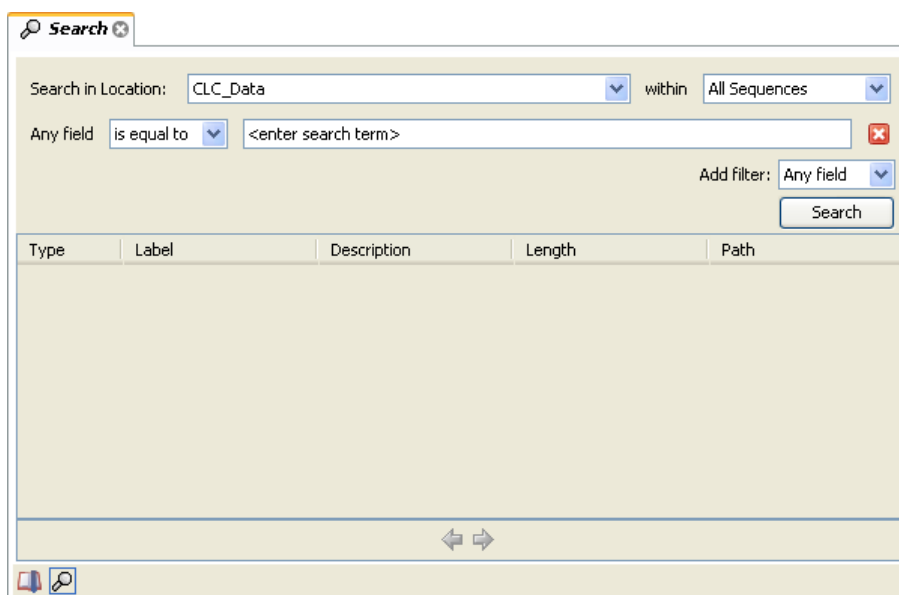 Search
Search in Location: CLC_Data within All Sequences
Any field is equal to <enter search term>
Add filter: Any field
Search
Type Label Description Length Path